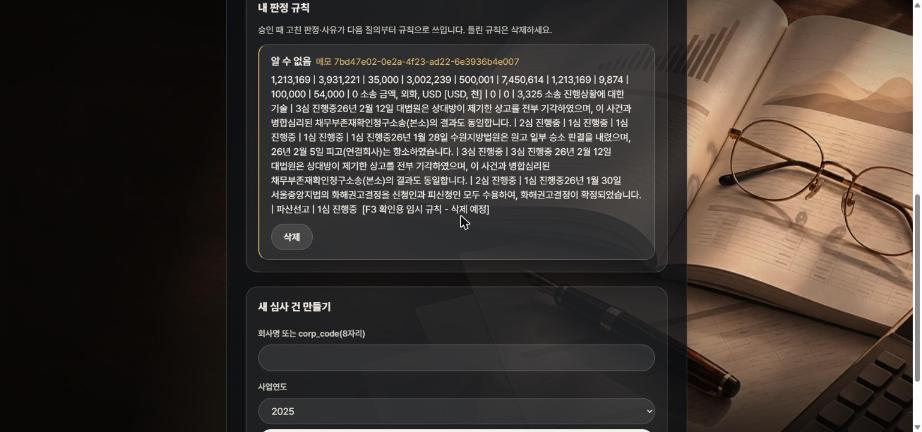 내 판정 규칙
승인 때 고친 판정·사유가 다음 질의부터 규칙으로 쓰입니다. 틀린 규칙은 삭제하세요.
알 수 없음 메모 7bd47e02-0e2a-4f23-ad22-6e3936b4e007
1,213,169 | 3,931,221 | 35,000 | 3,002,239 | 500,001 | 7,450,614 | 1,213,169 | 9,874 |
100,000 | 54,000 | 0 소송 금액, 외화, USD [USD, 천] | 0 | 0 | 3,325 소송 진행상황에 대한
기술 | 3심 진행중26년 2월 12일 대법원은 상대방이 제기한 상고를 전부 기각하였으며, 이 사건과
병합심리된 채무부존재확인청구소송(본소)의 결과도 동일합니다. | 2심 진행중 | 1심 진행중 | 1심
진행중 | 1심 진행중 | 1심 진행중26년 1월 28일 수원지방법원은 원고 일부 승소 판결을 내렸으며,
26년 2월 5일 피고(연결회사)는 항소하였습니다. | 3심 진행중 | 3심 진행중 26년 2월 12일
대법원은 상대방이 제기한 상고를 전부 기각하였으며, 이 사건과 병합심리된
채무부존재확인청구소송(본소)의 결과도 동일합니다. | 2심 진행중 | 1심 진행중26년 1월 30일
서울중앙지법의 화해권고결정을 신청인과 피신청인 모두 수용하여, 화해권고결정이 확정되었습니다.
| 파산선고 | 1심 진행중 [F3 확인용 임시 규칙 - 삭제 예정]
삭제
새 심사 건 만들기
회사명 또는 corp_code(8자리)
사업연도
2025